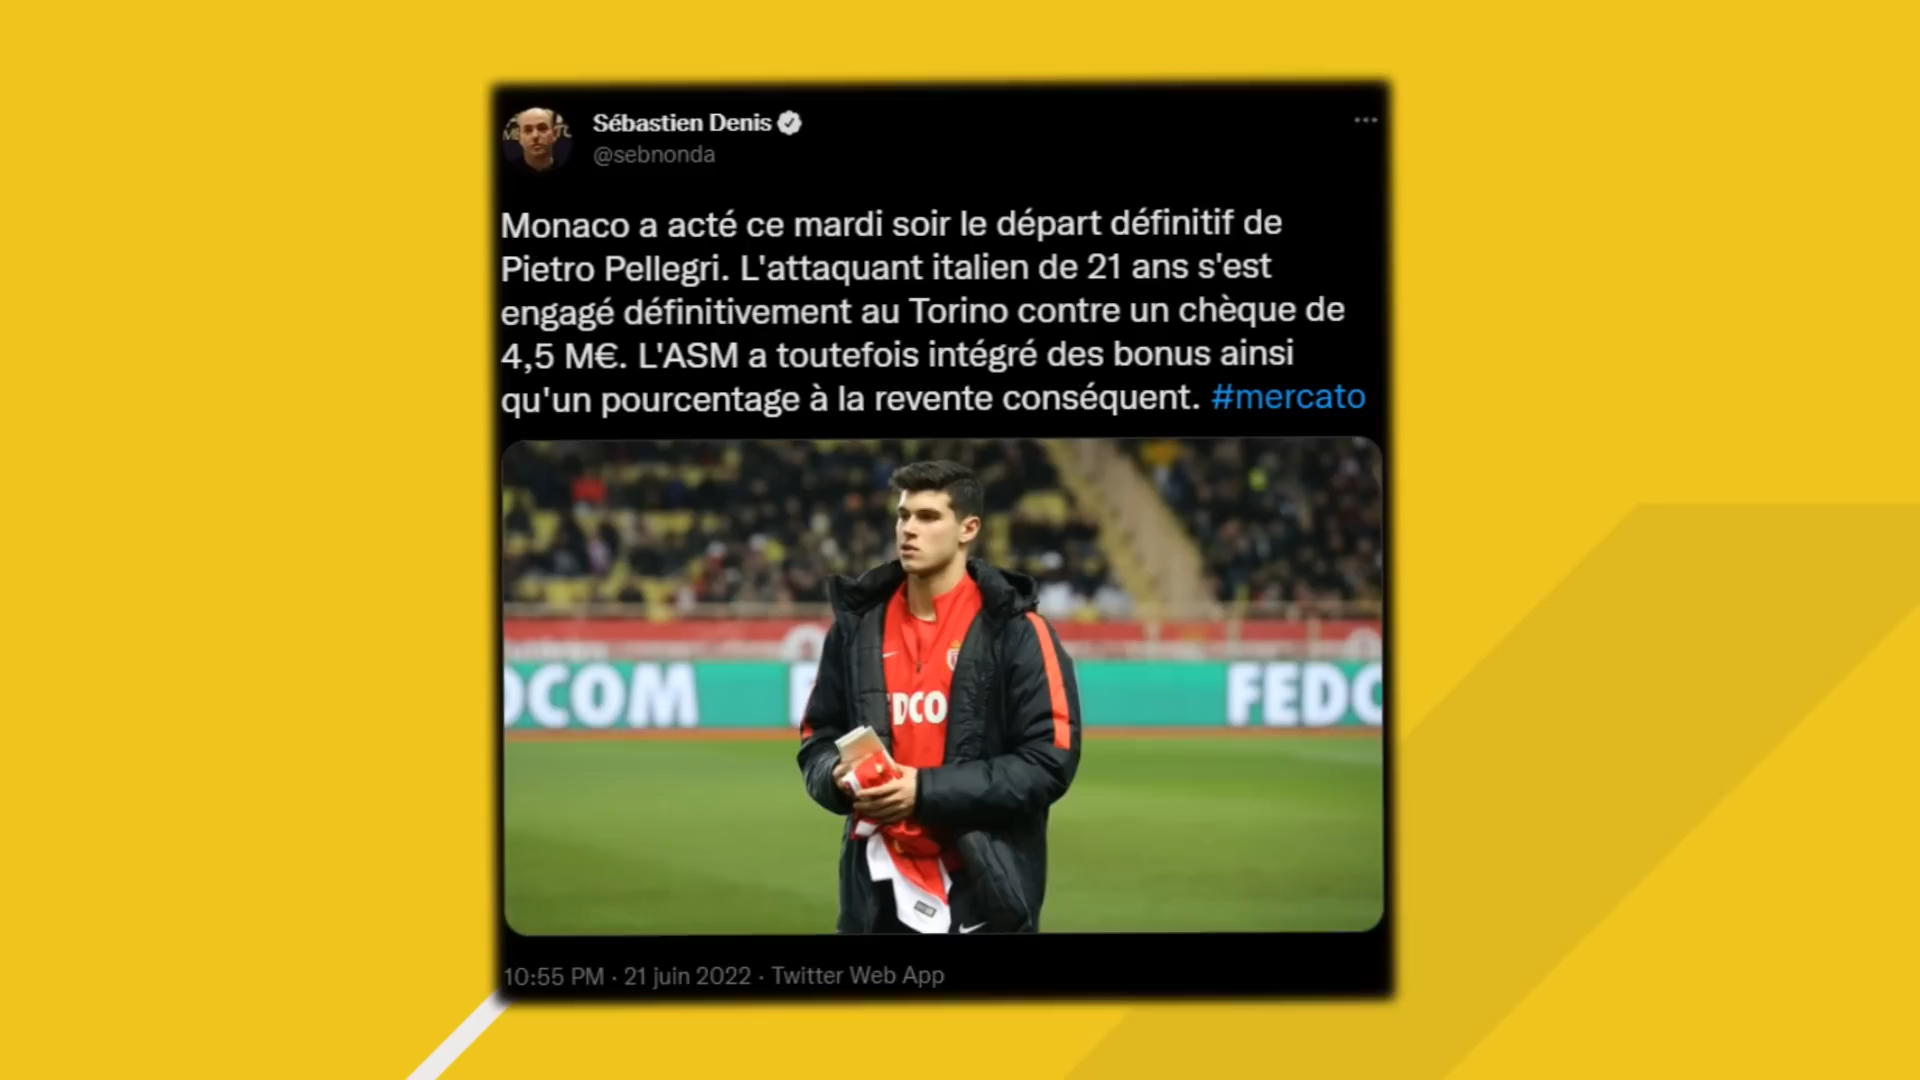 Sébastien Denis
@sebnonda
Monaco a acté ce mardi soir le départ définitif de
Pietro Pellegri. L'attaquant italien de 21 ans s'est
engagé définitivement au Torino contre un chèque de
4,5 M€. L'ASM a toutefois intégré des bonus ainsi
qu'un pourcentage à la revente conséquent. #mercato
DCOM
F
FEDC
DCO
10:55 PM · 21 juin 2022 · Twitter Web App